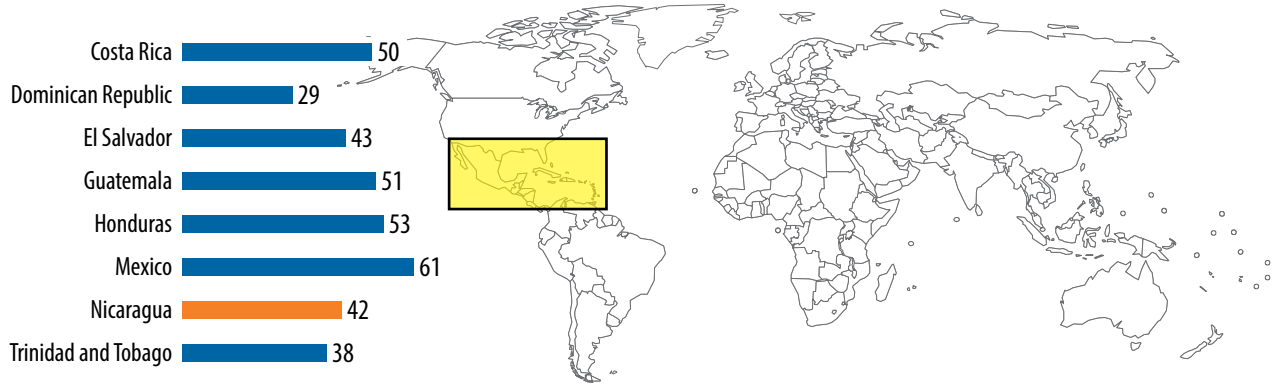 Costa Rica 50
Dominican Republic 29
El Salvador 43
Guatemala 51
Honduras 53
Mexico 61
Nicaragua 42
Trinidad and Tobago 38